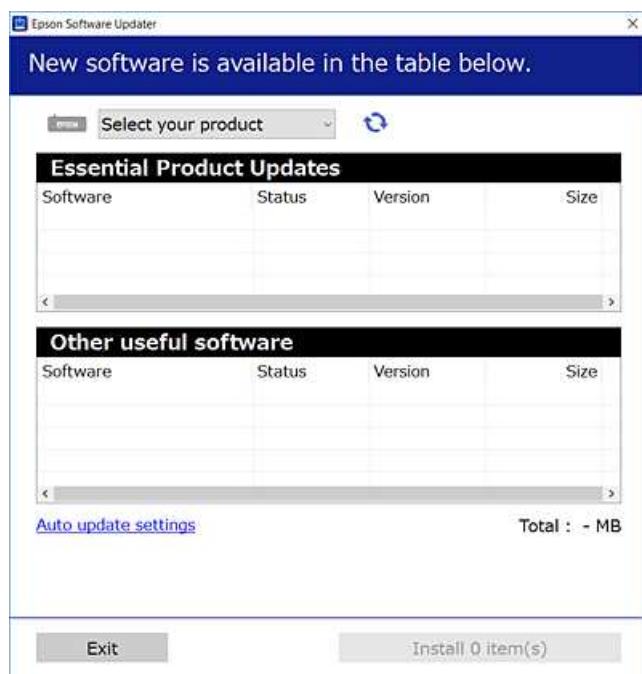 Epson Software Updater
New software is available in the table below.
EPSON Select your product
Essential Product Updates
Software Status Version Size
Other useful software
Software Status Version Size
Auto update settings Total : - MB
Exit Install 0 item(s)